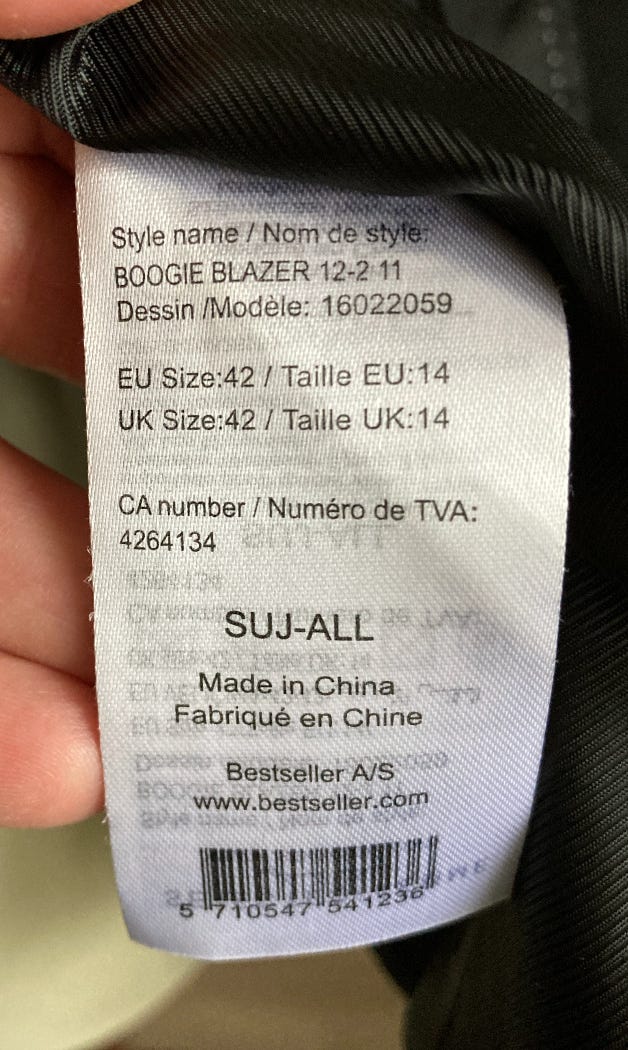 Style name / Nom de style:
BOOGIE BLAZER 12-2 11
Dessin /Modèle: 16022059
EU Size:42 / Taille EU:14
UK Size:42 / Taille UK:14
CA number / Numéro de TVA:
4264134
SUJ-ALL
Made in China
Fabriqué en Chine
Bestseller A/S
www.bestseller.com
5 710547 541236